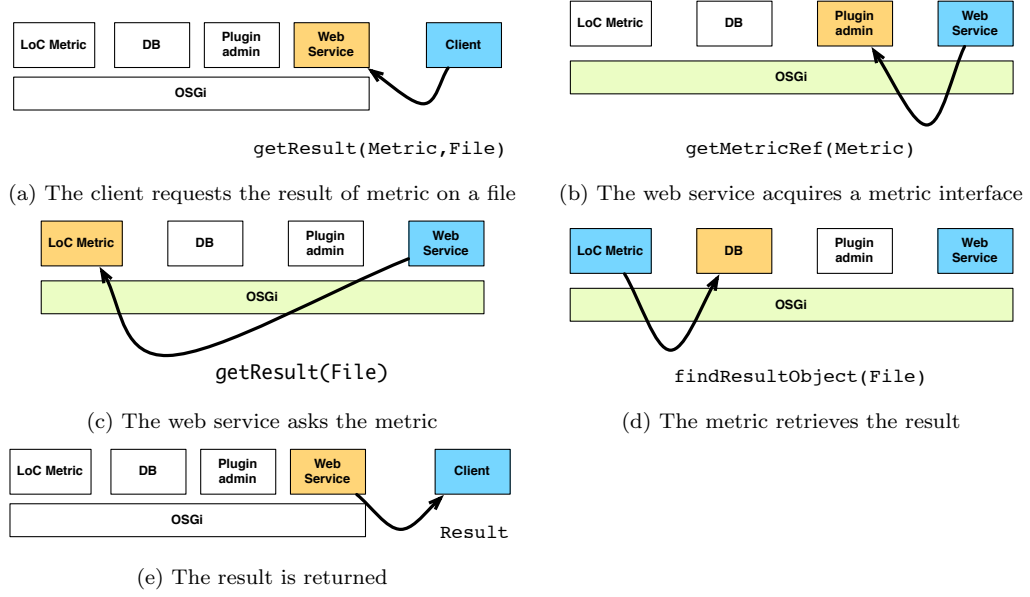 LoC Metric
DB
Plugin
admin
Web
Service
Client
OSGi
getResult(Metric,File)
(a) The client requests the result of metric on a file
LoC Metric
DB
Plugin
admin
Web
Service
OSGi
getMetricRef(Metric)
(b) The web service acquires a metric interface
LoC Metric
DB
Plugin
admin
Web
Service
OSGi
getResult(File)
(c) The web service asks the metric
LoC Metric
DB
Plugin
admin
Web
Service
OSGi
findResultObject(File)
(d) The metric retrieves the result
LoC Metric
DB
Plugin
admin
Web
Service
Client
OSGi
Result
(e) The result is returned